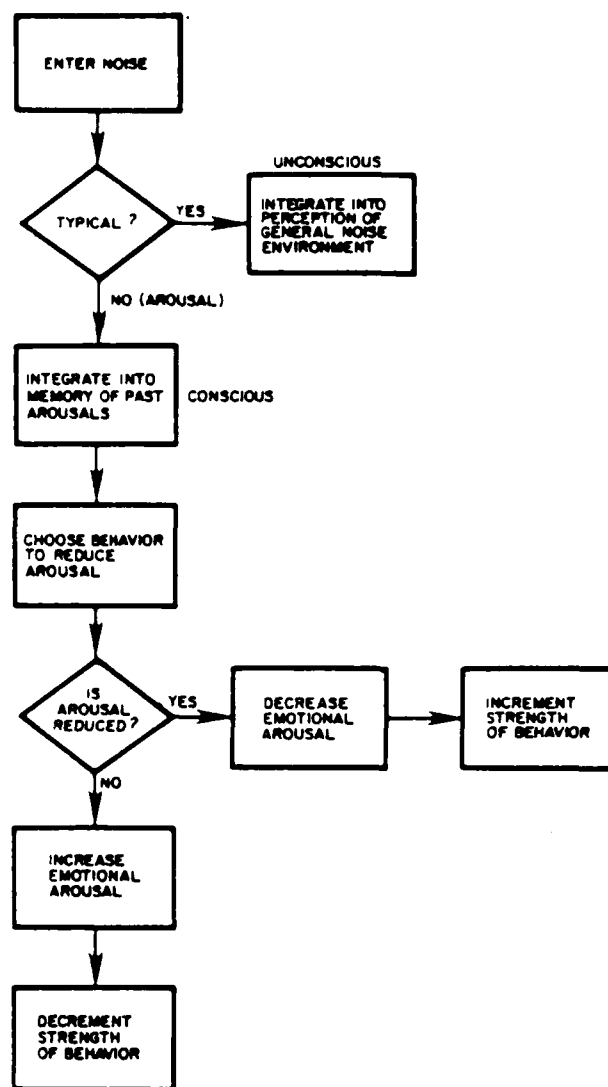 ENTER NOISE
UNCONSCIOUS
TYPICAL ?
YES
INTEGRATE INTO
PERCEPTION OF
GENERAL NOISE
ENVIRONMENT
NO (AROUSAL)
INTEGRATE INTO
MEMORY OF PAST
AROUSALS
CONSCIOUS
CHOOSE BEHAVIOR
TO REDUCE
AROUSAL
IS
AROUSAL
REDUCED?
YES
DECREASE
EMOTIONAL
AROUSAL
INCREMENT
STRENGTH
OF BEHAVIOR
NO
INCREASE
EMOTIONAL
AROUSAL
DECREMENT
STRENGTH
OF BEHAVIOR